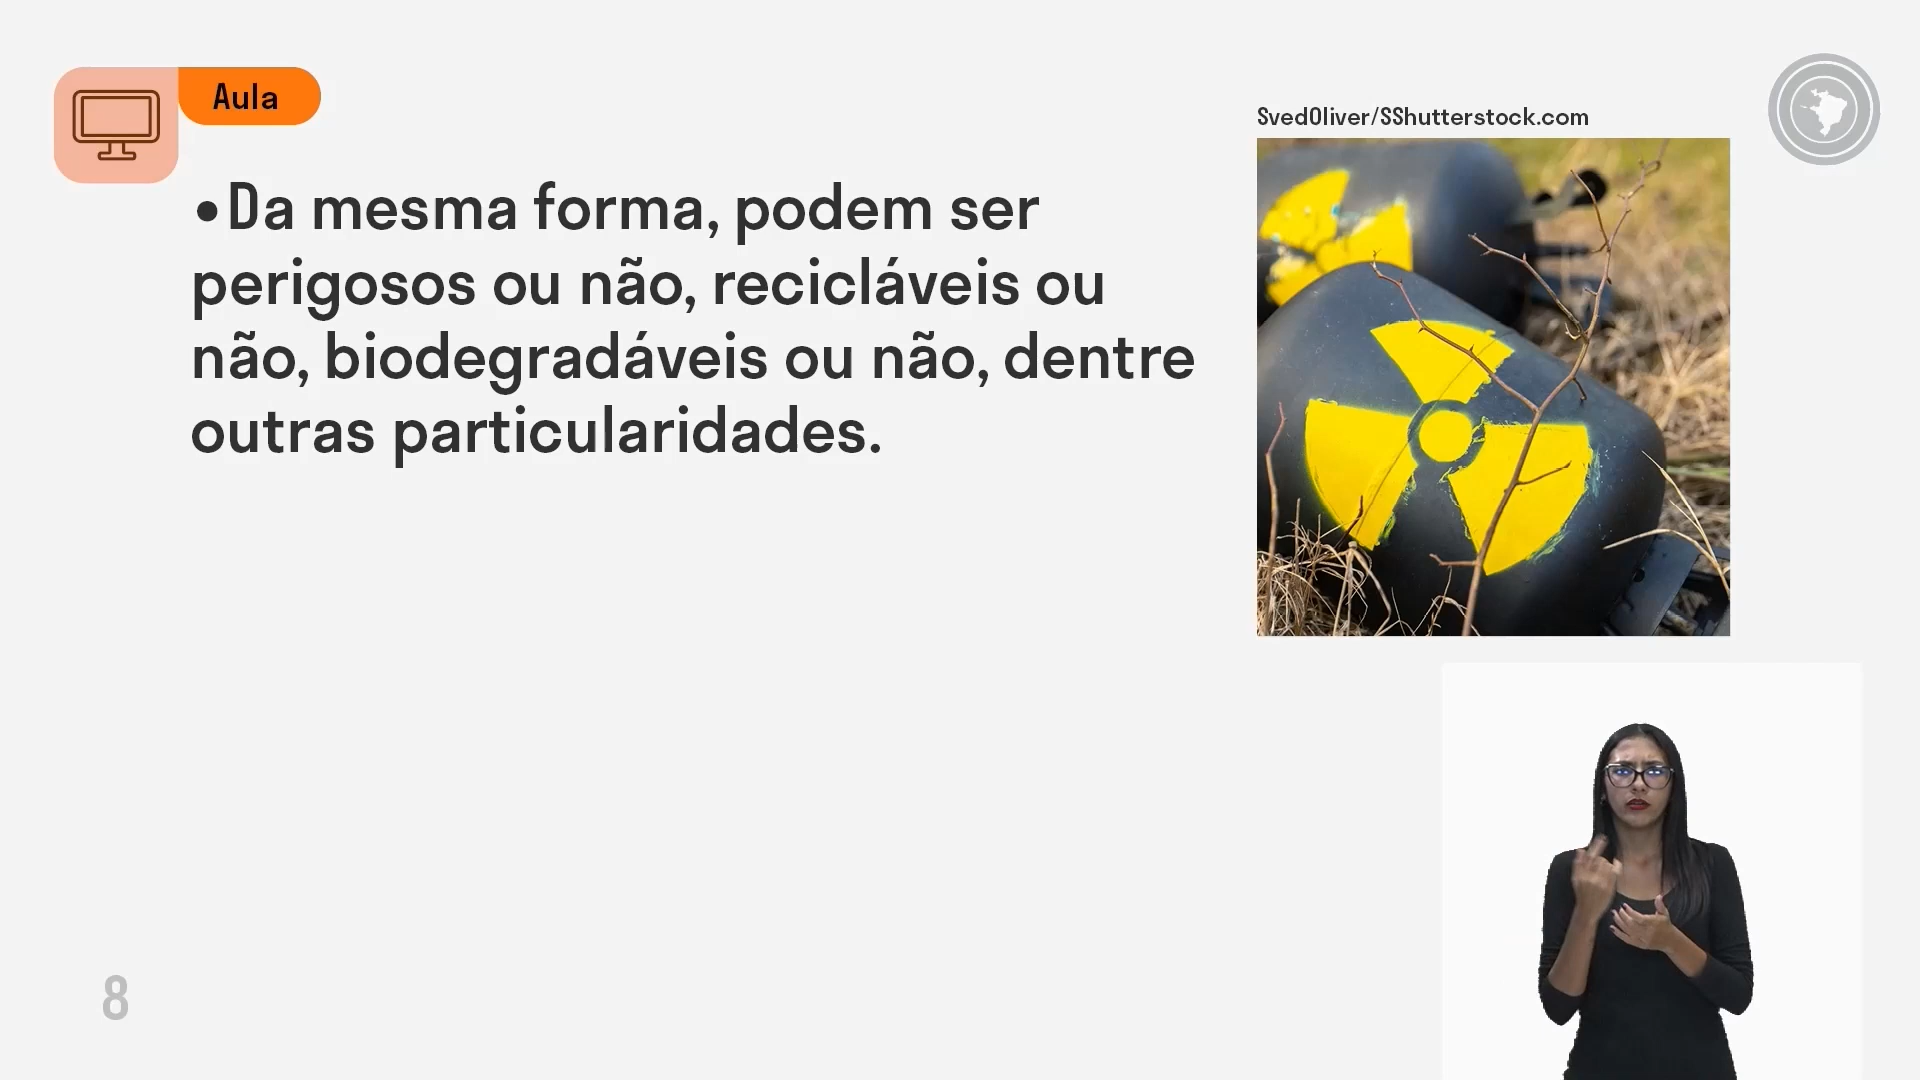 Aula
SvedOliver/SShutterstock.com
•Da mesma forma, podem ser
perigosos ou não, recicláveis ou
não, biodegradáveis ou não, dentre
outras particularidades.
8